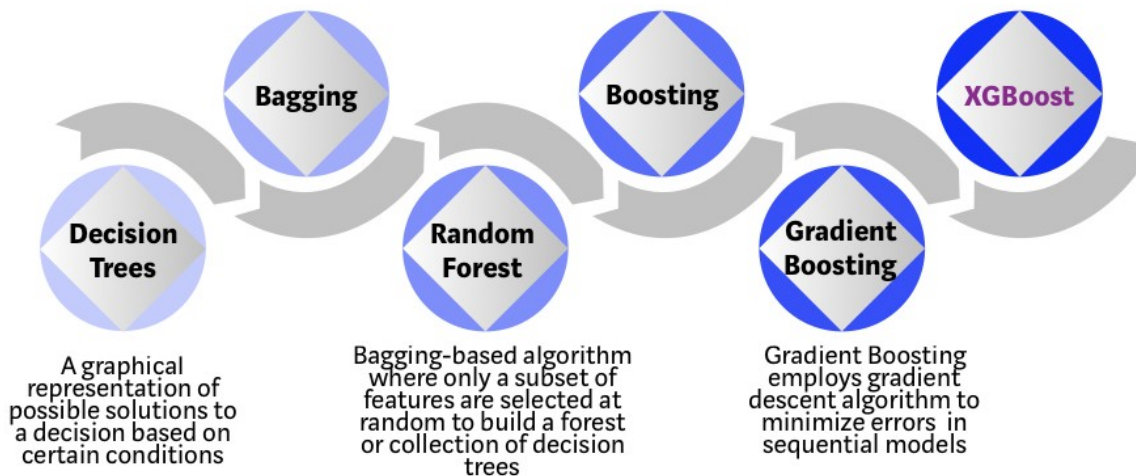 Bagging
Boosting
XGBoost
Decision
Trees
Random
Forest
Gradient
Boosting
A graphical
representation of
possible solutions to
a decision based on
certain conditions
Bagging-based algorithm
where only a subset of
features are selected at
random to build a forest
or collection of decision
trees
Gradient Boosting
employs gradient
descent algorithm to
minimize errors in
sequential models